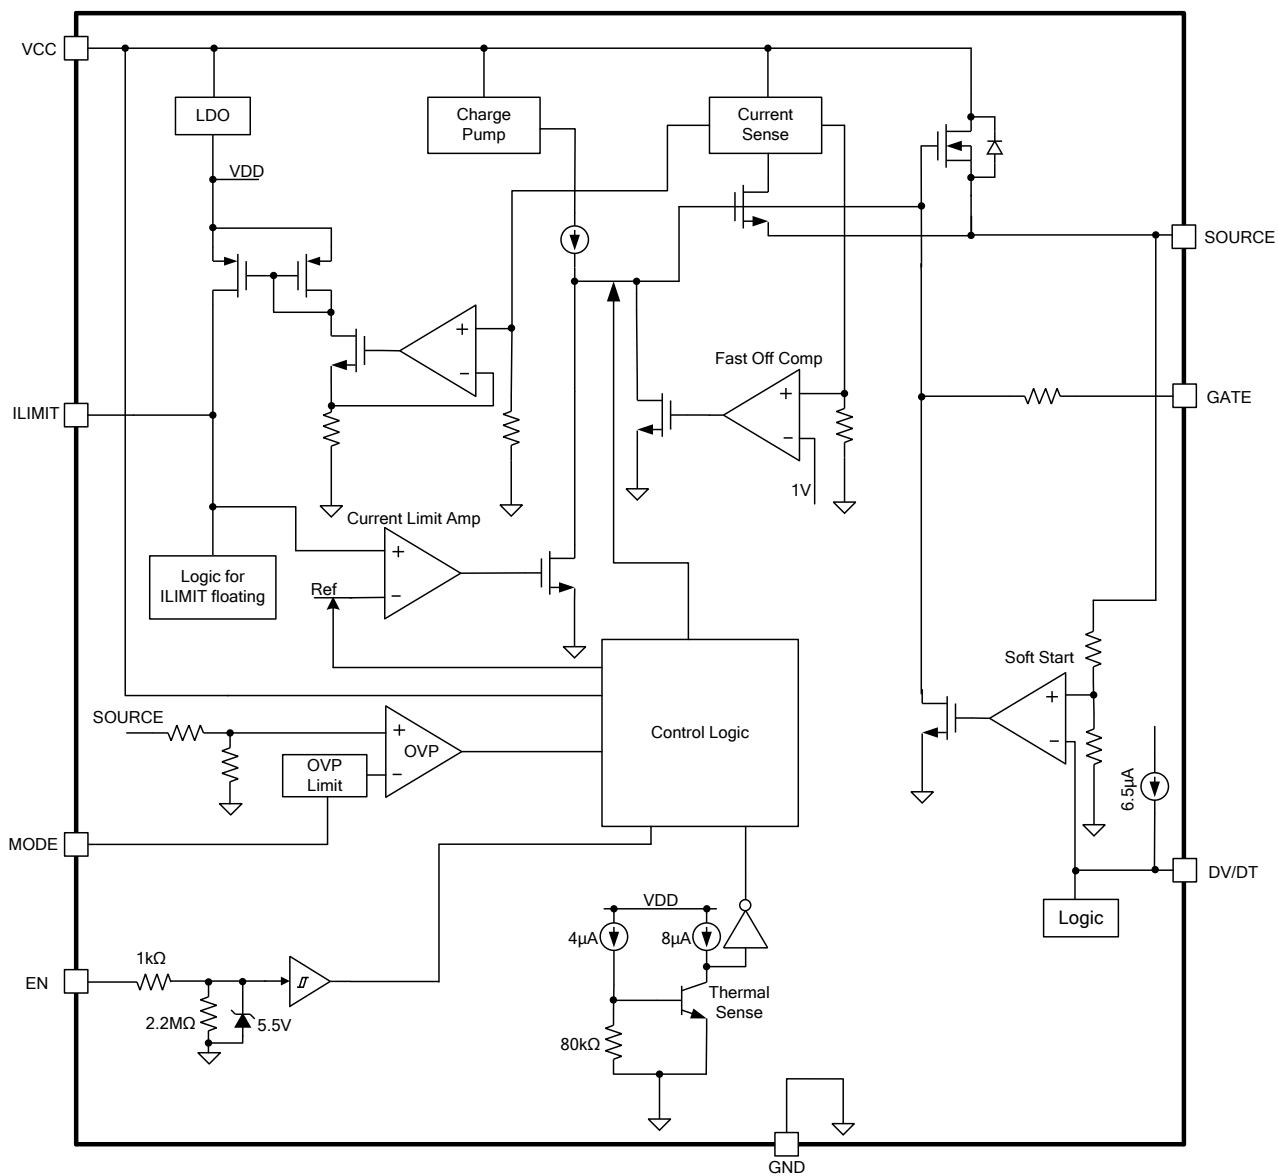 VCC
LDO
Charge
Pump
Current
Sense
VDD
SOURCE
+
−
Fast Off Comp
+
−
1V
GATE
ILIMIT
Current Limit Amp
+
−
Ref
Logic for
ILIMIT floating
Soft Start
+
−
SOURCE
+
OVP
−
OVP
Limit
Control Logic
6.5µA
MODE
DV/DT
Logic
VDD
4µA
8µA
Thermal
Sense
80kΩ
EN
1kΩ
2.2MΩ
5.5V
GND